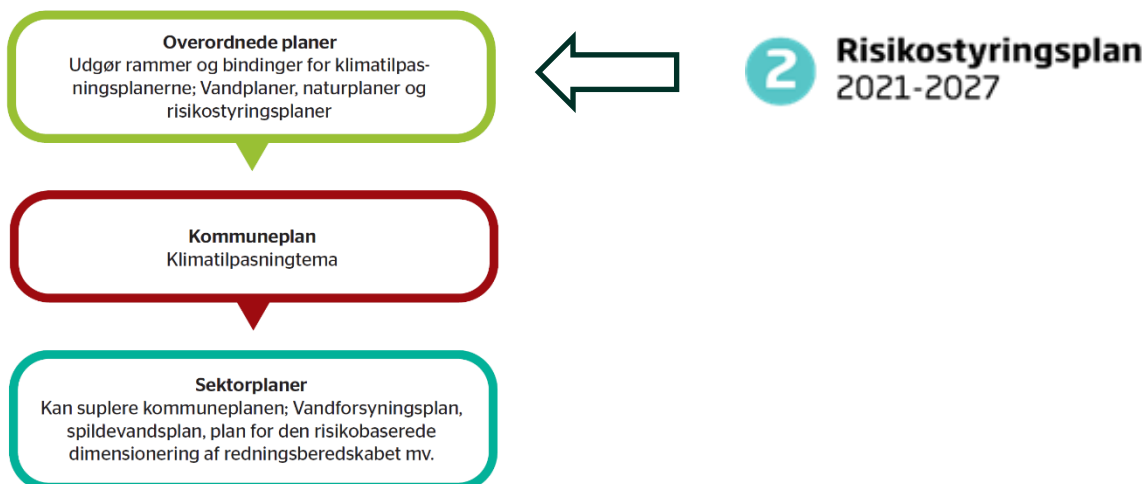 Overordnede planer
Udgør rammer og bindinger for klimatilpas-
ningsplanerne; Vandplaner, naturplaner og
risikostyringsplaner
2
Risikostyringsplan
2021-2027
Kommuneplan
Klimatilpasningtema
Sektorplaner
Kan suplere kommuneplanen; Vandforsyningsplan,
spildevandsplan, plan for den risikobaserede
dimensionering af redningsberedskabet mv.